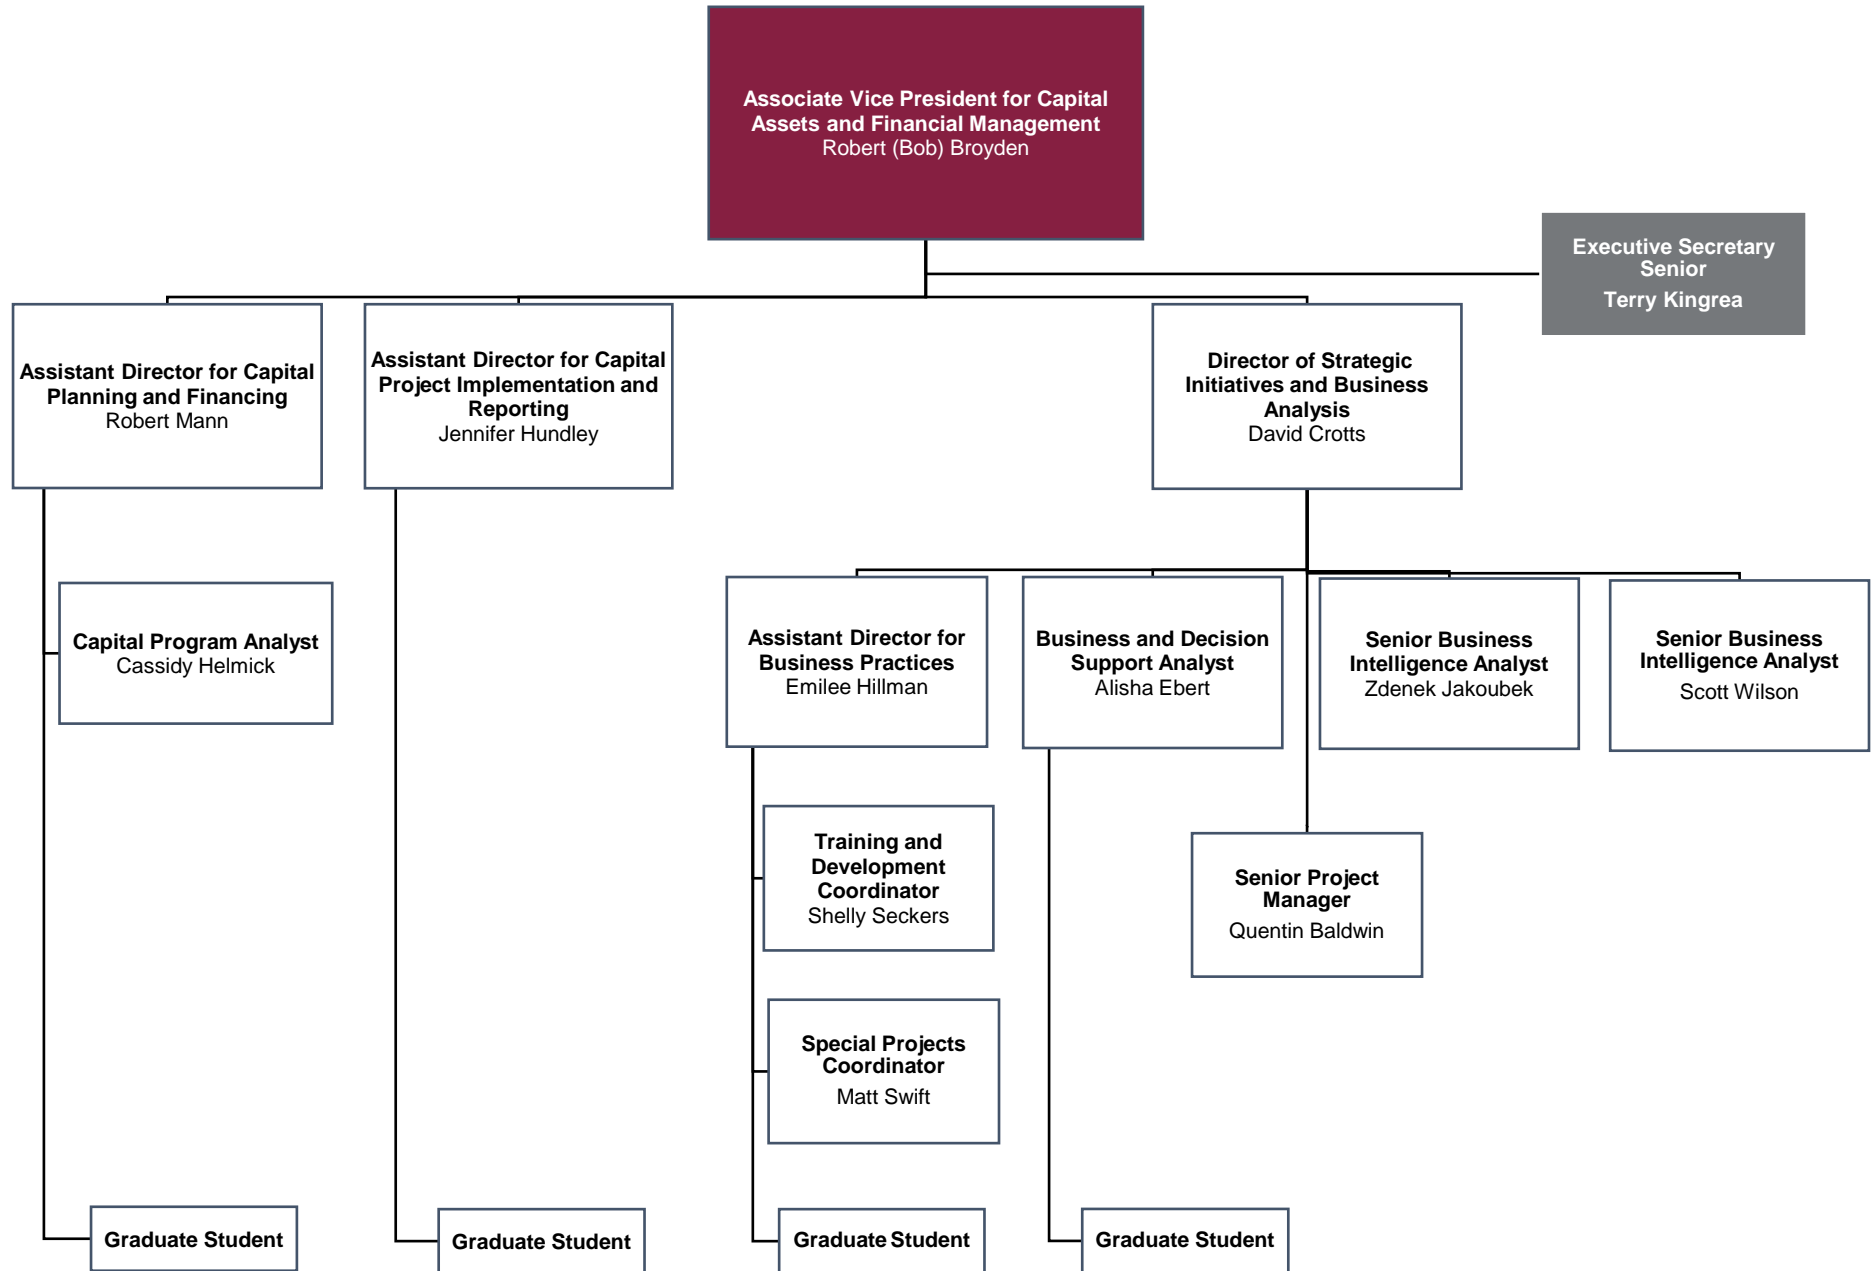 Associate Vice President for Capital
Assets and Financial Management
Robert (Bob) Broyden
Executive Secretary
Senior
Terry Kingrea
Assistant Director for Capital
Planning and Financing
Robert Mann
Assistant Director for Capital
Project Implementation and
Reporting
Jennifer Hundley
Director of Strategic
Initiatives and Business
Analysis
David Crotts
Capital Program Analyst
Cassidy Helmick
Assistant Director for
Business Practices
Emilee Hillman
Business and Decision
Support Analyst
Alisha Ebert
Senior Business
Intelligence Analyst
Zdenek Jakoubek
Senior Business
Intelligence Analyst
Scott Wilson
Training and
Development
Coordinator
Shelly Seckers
Senior Project
Manager
Quentin Baldwin
Special Projects
Coordinator
Matt Swift
Graduate Student
Graduate Student
Graduate Student
Graduate Student